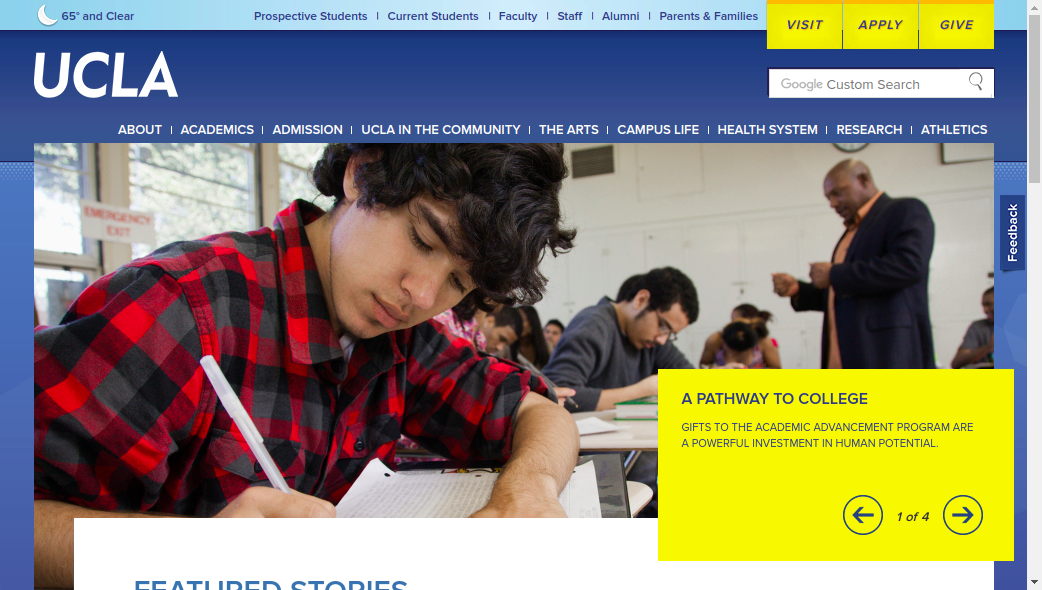 65° and Clear
Prospective Students | Current Students | Faculty | Staff | Alumni | Parents & Families
VISIT
APPLY
GIVE
UCLA
Google Custom Search
ABOUT | ACADEMICS | ADMISSION | UCLA IN THE COMMUNITY | THE ARTS | CAMPUS LIFE | HEALTH SYSTEM | RESEARCH | ATHLETICS
EMERGENCY
EXIT
Feedback
A PATHWAY TO COLLEGE
GIFTS TO THE ACADEMIC ADVANCEMENT PROGRAM ARE
A POWERFUL INVESTMENT IN HUMAN POTENTIAL.
1 of 4
FEATURED STORIES